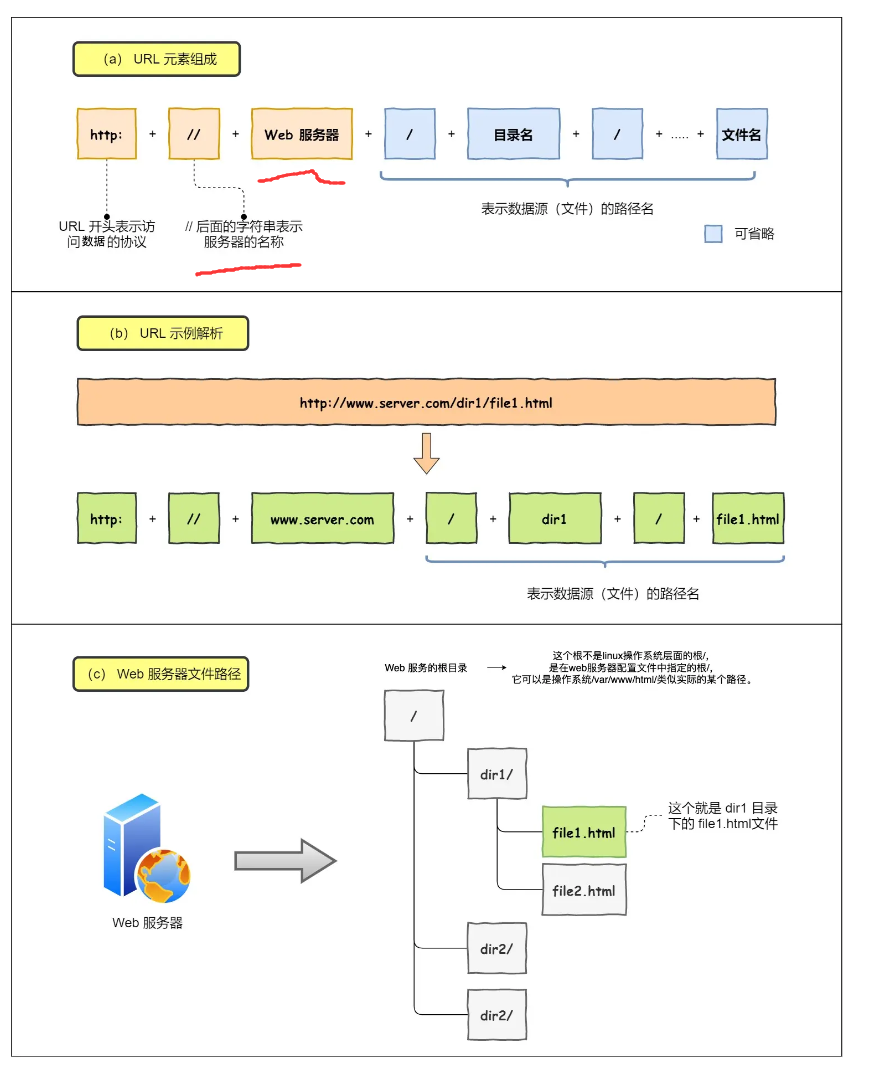 （a） URL 元素组成
http: + // + Web 服务器 + / + 目录名 + / + ..... + 文件名
URL 开头表示访
问数据的协议
// 后面的字符串表示
服务器的名称
表示数据源（文件）的路径名
可省略
（b） URL 示例解析
http://www.server.com/dir1/file1.html
http: + // + www.server.com + / + dir1 + / + file1.html
表示数据源（文件）的路径名
（c） Web 服务器文件路径
Web 服务的根目录
这个根不是linux操作系统层面的根/,
是在web服务器配置文件中指定的根/,
它可以是操作系统/var/www/html/类似实际的某个路径。
/
dir1/
file1.html
这个就是 dir1 目录
下的 file1.html文件
file2.html
Web 服务器
dir2/
dir2/